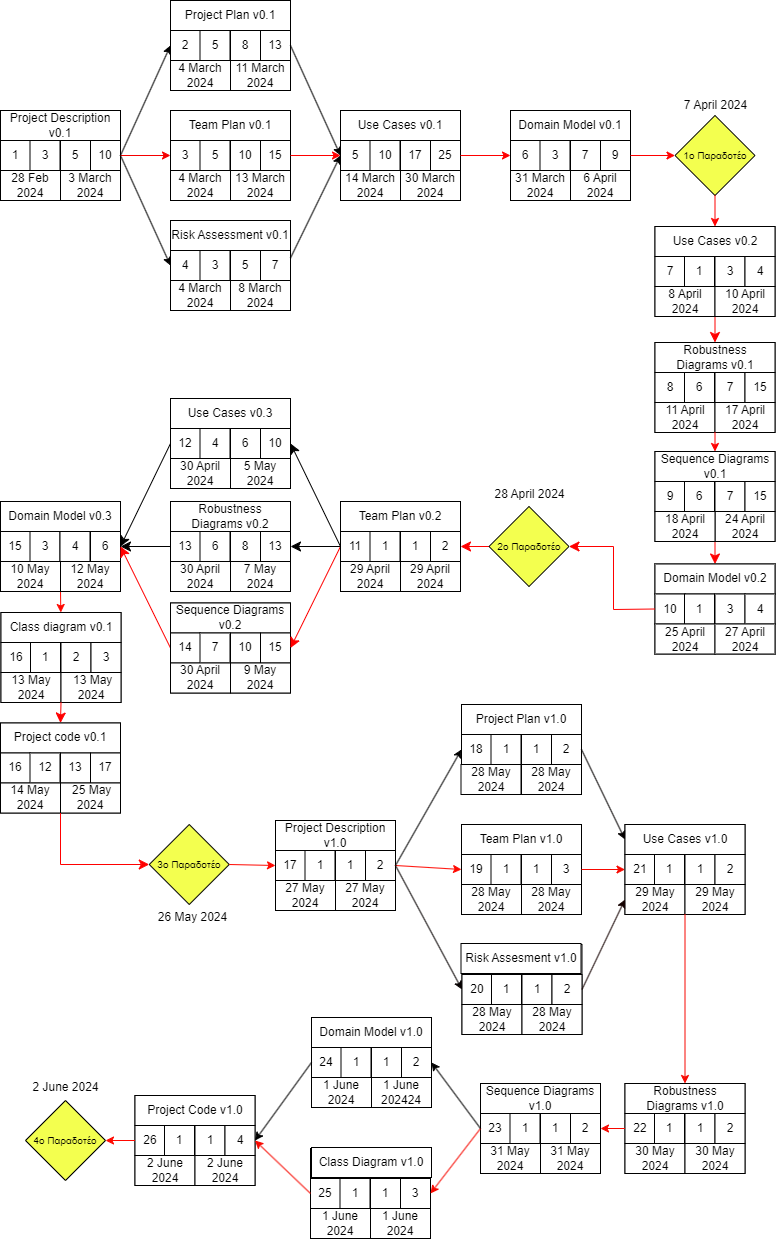 Project Plan v0.1
2 5 8 13
4 March
2024
11 March
2024
Project Description
v0.1
1 3 5 10
28 Feb
2024
3 March
2024
Team Plan v0.1
3 5 10 15
4 March
2024
13 March
2024
Risk Assessment v0.1
4 3 5 7
4 March
2024
8 March
2024
Use Cases v0.1
5 10 17 25
14 March
2024
30 March
2024
Domain Model v0.1
6 3 7 9
31 March
2024
6 April
2024
7 April 2024
1ο Παραδοτέο
Use Cases v0.2
7 1 3 4
8 April
2024
10 April
2024
Robustness
Diagrams v0.1
8 6 7 15
11 April
2024
17 April
2024
Sequence Diagrams
v0.1
9 6 7 15
18 April
2024
24 April
2024
Domain Model v0.2
10 1 3 4
25 April
2024
27 April
2024
28 April 2024
2ο Παραδοτέο
Team Plan v0.2
11 1 1 2
29 April
2024
29 April
2024
Use Cases v0.3
12 4 6 10
30 April
2024
5 May
2024
Robustness
Diagrams v0.2
13 6 8 13
30 April
2024
7 May
2024
Sequence Diagrams
v0.2
14 7 10 15
30 April
2024
9 May
2024
Domain Model v0.3
15 3 4 6
10 May
2024
12 May
2024
Class diagram v0.1
16 1 2 3
13 May
2024
13 May
2024
Project code v0.1
16 12 13 17
14 May
2024
25 May
2024
3ο Παραδοτέο
26 May 2024
Project Description
v1.0
17 1 1 2
27 May
2024
27 May
2024
Project Plan v1.0
18 1 1 2
28 May
2024
28 May
2024
Team Plan v1.0
19 1 1 3
28 May
2024
28 May
2024
Risk Assesment v1.0
20 1 1 2
28 May
2024
28 May
2024
Use Cases v1.0
21 1 1 2
29 May
2024
29 May
2024
Robustness
Diagrams v1.0
22 1 1 2
30 May
2024
30 May
2024
Sequence Diagrams
v1.0
23 1 1 2
31 May
2024
31 May
2024
Domain Model v1.0
24 1 1 2
1 June
2024
1 June
202424
Class Diagram v1.0
25 1 1 3
1 June
2024
1 June
2024
Project Code v1.0
26 1 1 4
2 June
2024
2 June
2024
2 June 2024
4ο Παραδοτέο